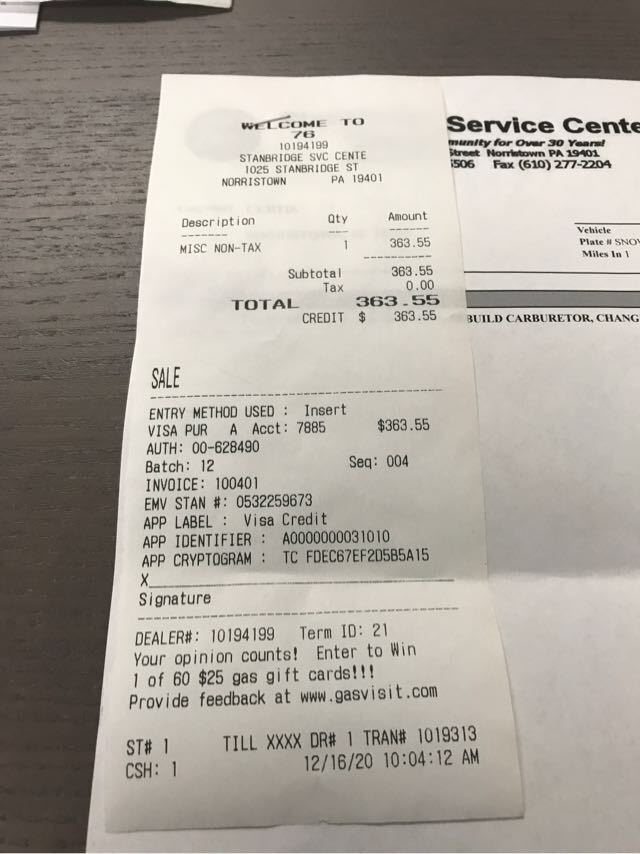 WELCOME TO
76
10194199
STANBRIDGE SVC CENTE
1025 STANBRIDGE ST
NORRISTOWN PA 19401
Description Qty Amount
MISC NON-TAX 1 363.55
Subtotal 363.55
Tax 0.00
TOTAL 363.55
CREDIT $ 363.55
SALE
ENTRY METHOD USED : Insert
VISA PUR A Acct: 7885 $363.55
AUTH: 00-628490
Batch: 12 Seq: 004
INVOICE: 100401
EMV STAN #: 0532259673
APP LABEL : Visa Credit
APP IDENTIFIER : A0000000031010
APP CRYPTOGRAM : TC FDEC67EF2D5B5A15
X
Signature
DEALER#: 10194199 Term ID: 21
Your opinion counts! Enter to Win
1 of 60 $25 gas gift cards!!!
Provide feedback at www.gasvisit.com
ST# 1 TILL XXXX DR# 1 TRAN# 1019313
CSH: 1 12/16/20 10:04:12 AM
Service Cente
munity for Over 30 Years!
Street Norristown PA 19401
506 Fax (610) 277-2204
Vehicle
Plate # SNO
Miles In 1
BUILD CARBURETOR, CHANG